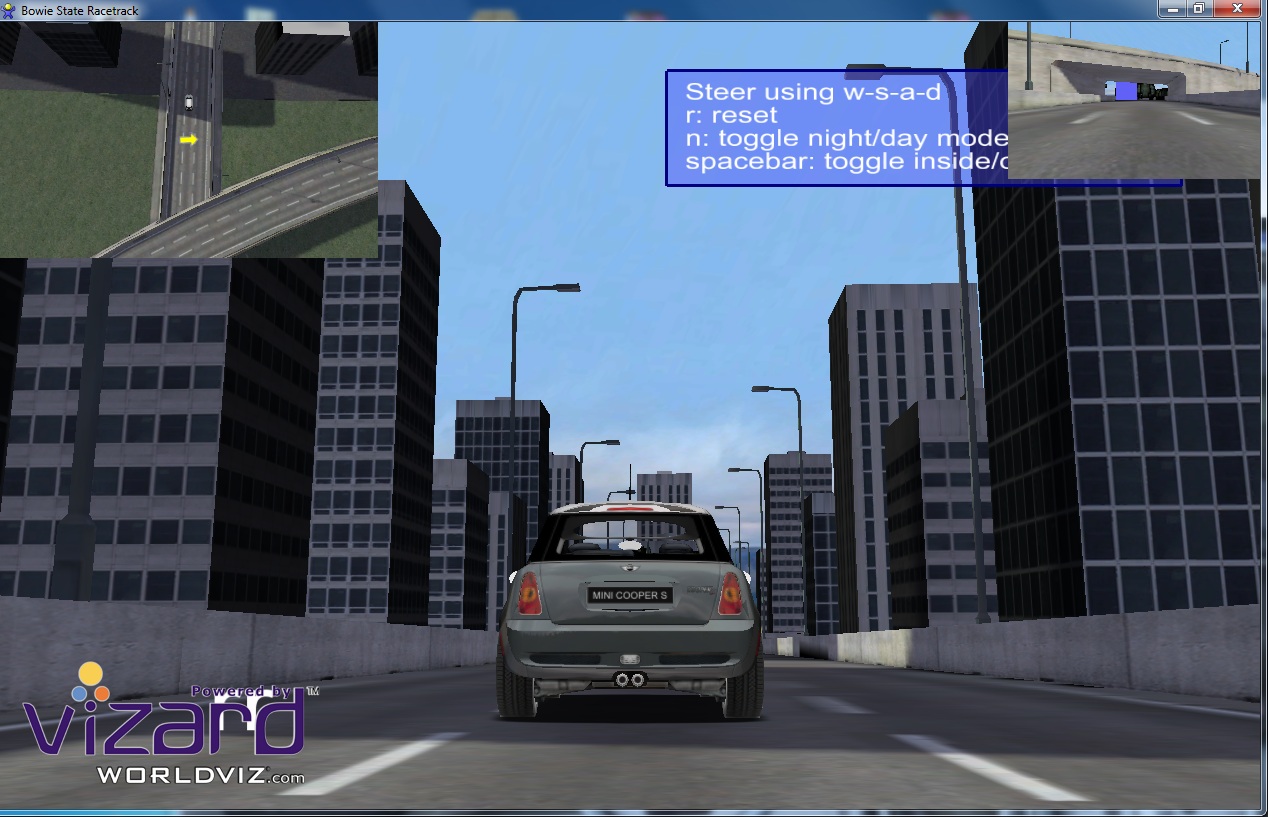 Bowie State Racetrack
Steer using w-s-a-d
r: reset
n: toggle night/day mode
spacebar: toggle inside/
MINI COOPER S
Powered by
vizard™
WORLDVIZ.com